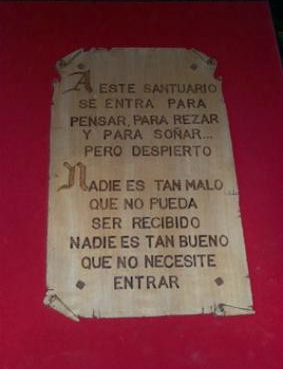 A ESTE SANTUARIO
SE ENTRA PARA
PENSAR, PARA REZAR
Y PARA SOÑAR...
PERO DESPIERTO
NADIE ES TAN MALO
QUE NO PUEDA
SER RECIBIDO
NADIE ES TAN BUENO
QUE NO NECESITE
ENTRAR